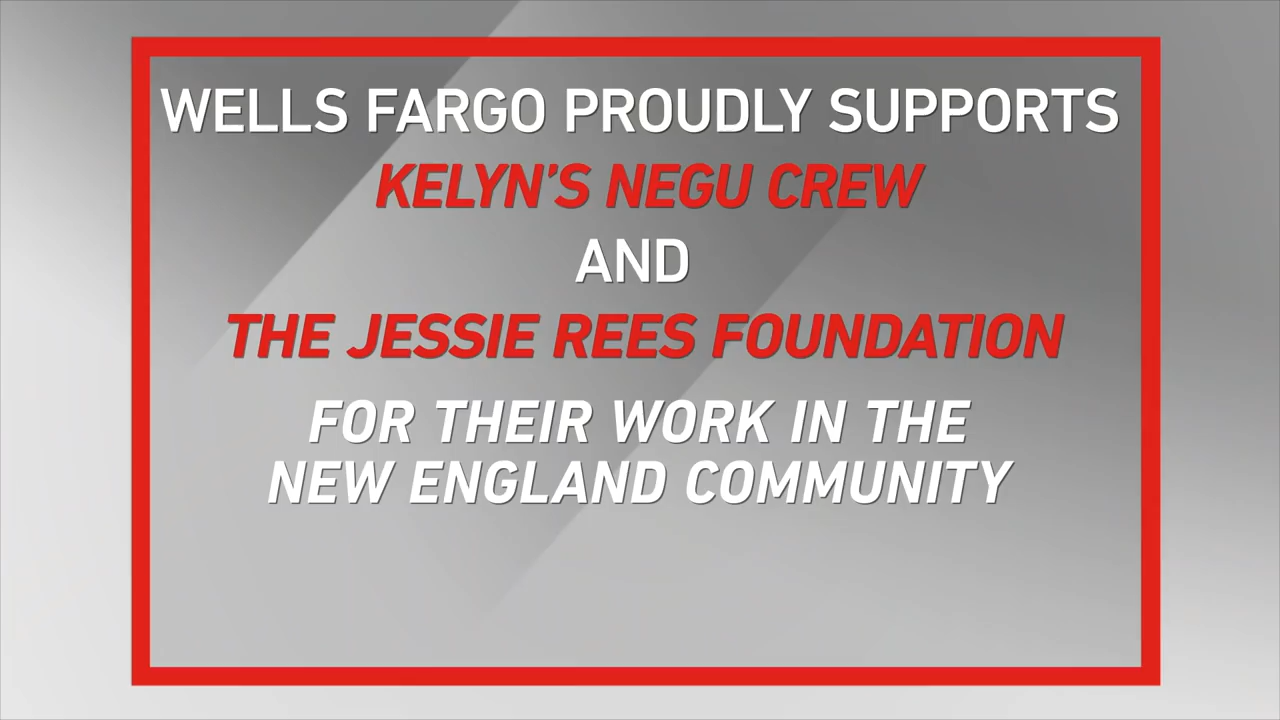 WELLS FARGO PROUDLY SUPPORTS
KELYN'S NEGU CREW
AND
THE JESSIE REES FOUNDATION
FOR THEIR WORK IN THE
NEW ENGLAND COMMUNITY